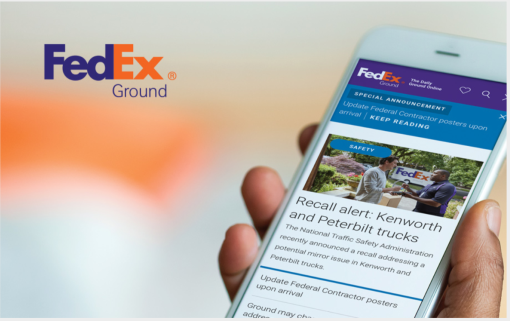 FedEx®
Ground
FedEx®
Ground
The Daily
Ground Online
SPECIAL ANNOUNCEMENT
Update Federal Contractor posters upon
arrival | KEEP READING
SAFETY
FedEx
Recall alert: Kenworth
and Peterbilt trucks
The National Traffic Safety Administration
recently announced a recall addressing a
potential mirror issue in Kenworth and
Peterbilt trucks.
Update Federal Contractor posters
upon arrival
Ground may